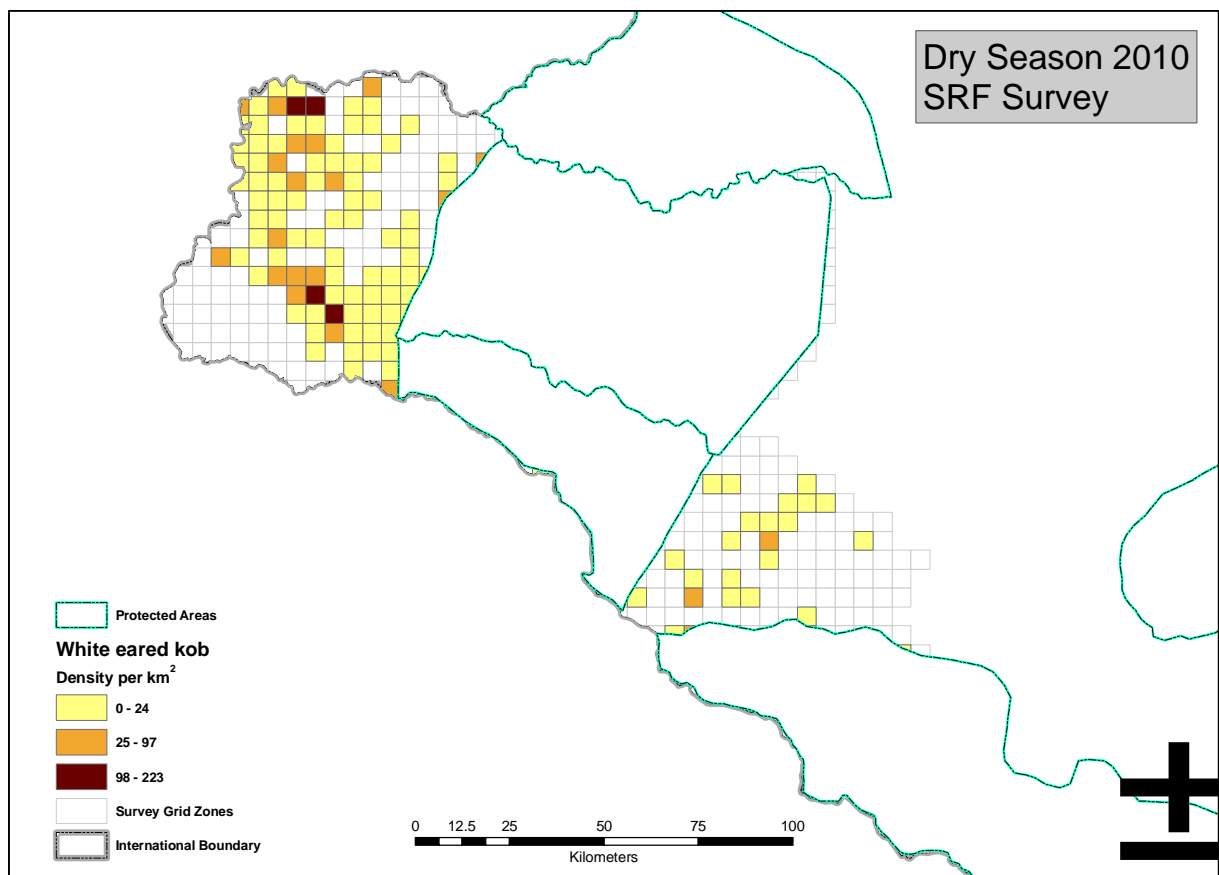 Dry Season 2010
SRF Survey
Protected Areas
White eared kob
Density per km²
0 - 24
25 - 97
98 - 223
Survey Grid Zones
International Boundary
0 12.5 25 50 75 100
Kilometers